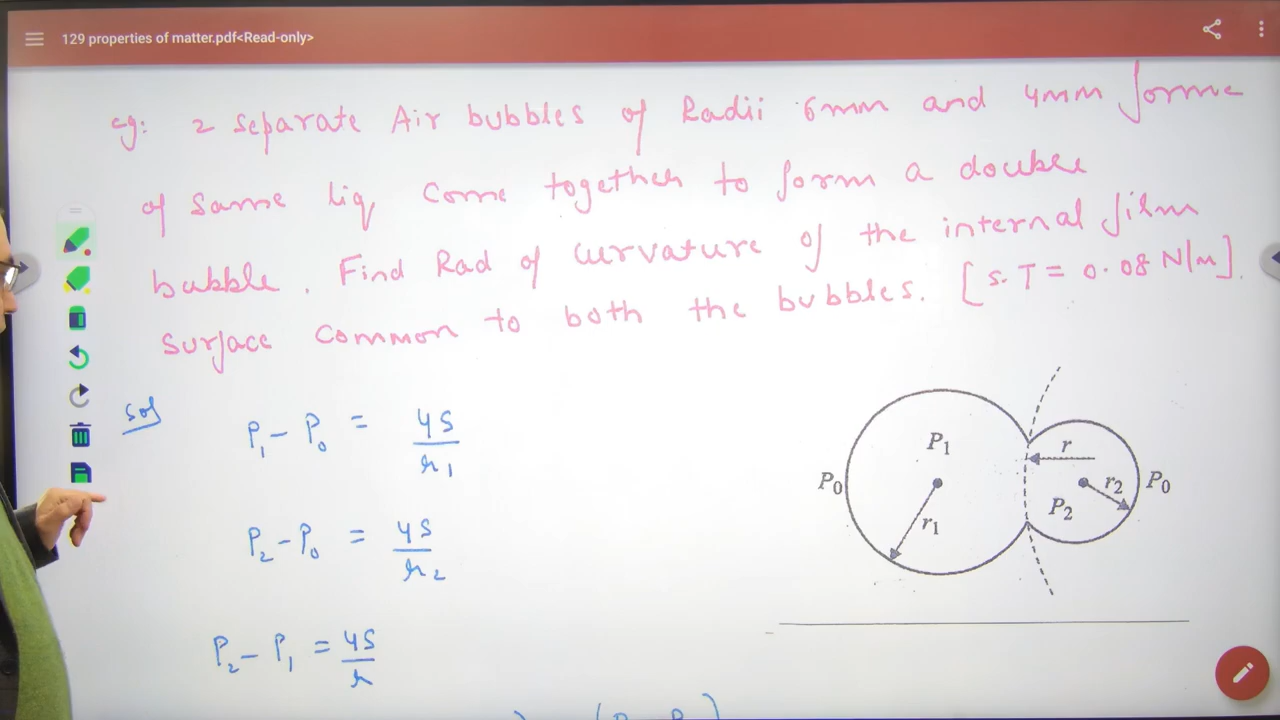 129 properties of matter.pdf<Read-only>
eg: 2 separate Air bubbles of Radii 6mm and 4mm forme
of same liq come together to form a double
bubble. Find Rad of curvature of the internal film
surface common to both the bubbles. [S.T = 0.08 N/m].
Sol
P₁ - P₀ = 4S/r₁
P₂ - P₀ = 4S/r₂
P₂ - P₁ = 4S/r
P₀ P₁ r₁ r P₂ r₂ P₀